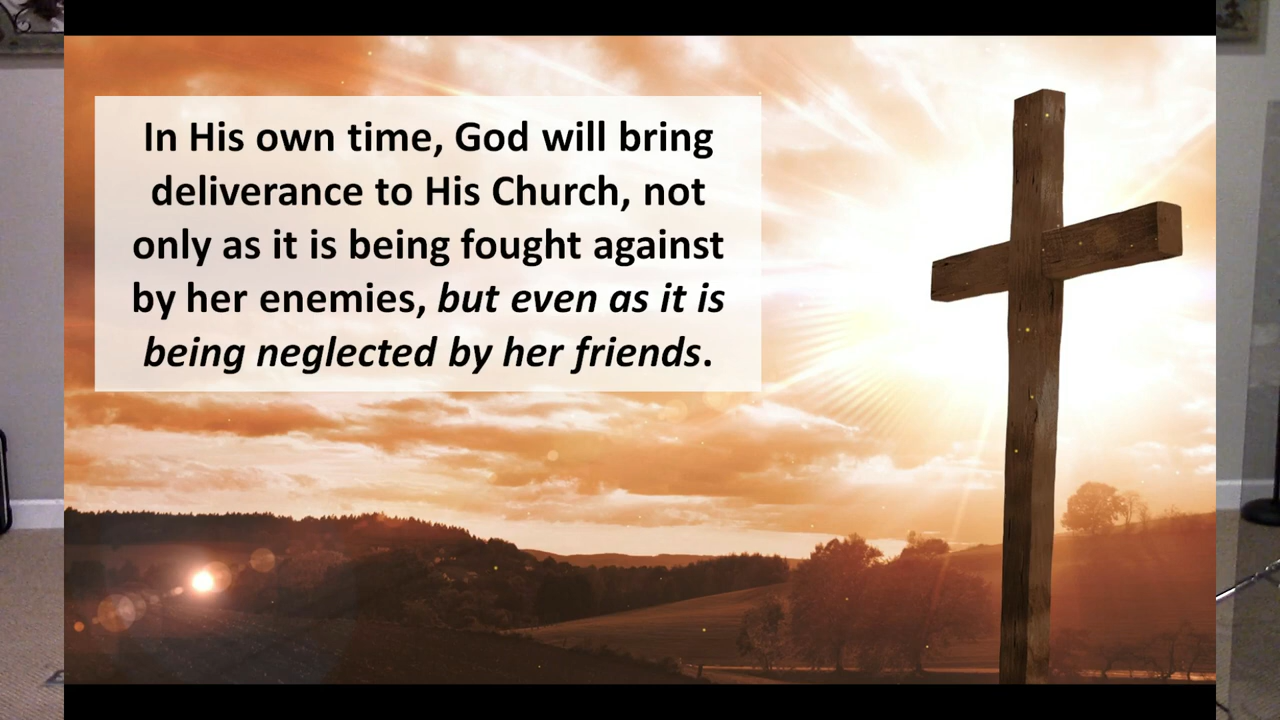 In His own time, God will bring
deliverance to His Church, not
only as it is being fought against
by her enemies, but even as it is
being neglected by her friends.